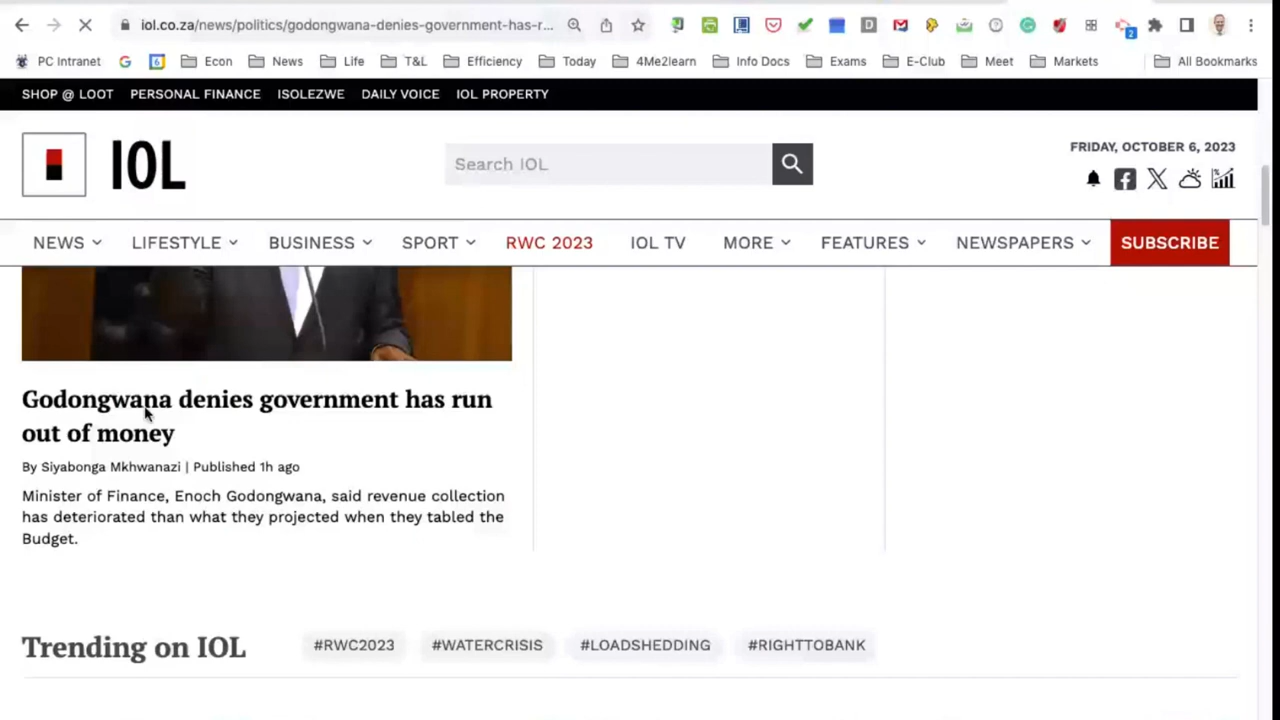 iol.co.za/news/politics/godongwana-denies-government-has-r...
2
PC Intranet
6
Econ
News
Life
T&L
Efficiency
Today
4Me2learn
Info Docs
Exams
E-Club
Meet
Markets
All Bookmarks
SHOP @ LOOT PERSONAL FINANCE ISOLEZWE DAILY VOICE IOL PROPERTY
IOL
Search IOL
FRIDAY, OCTOBER 6, 2023
NEWS LIFESTYLE BUSINESS SPORT RWC 2023 IOL TV MORE FEATURES NEWSPAPERS SUBSCRIBE
Godongwana denies government has run
out of money
By Siyabonga Mkhwanazi | Published 1h ago
Minister of Finance, Enoch Godongwana, said revenue collection
has deteriorated than what they projected when they tabled the
Budget.
Trending on IOL #RWC2023 #WATERCRISIS #LOADSHEDDING #RIGHTTOBANK